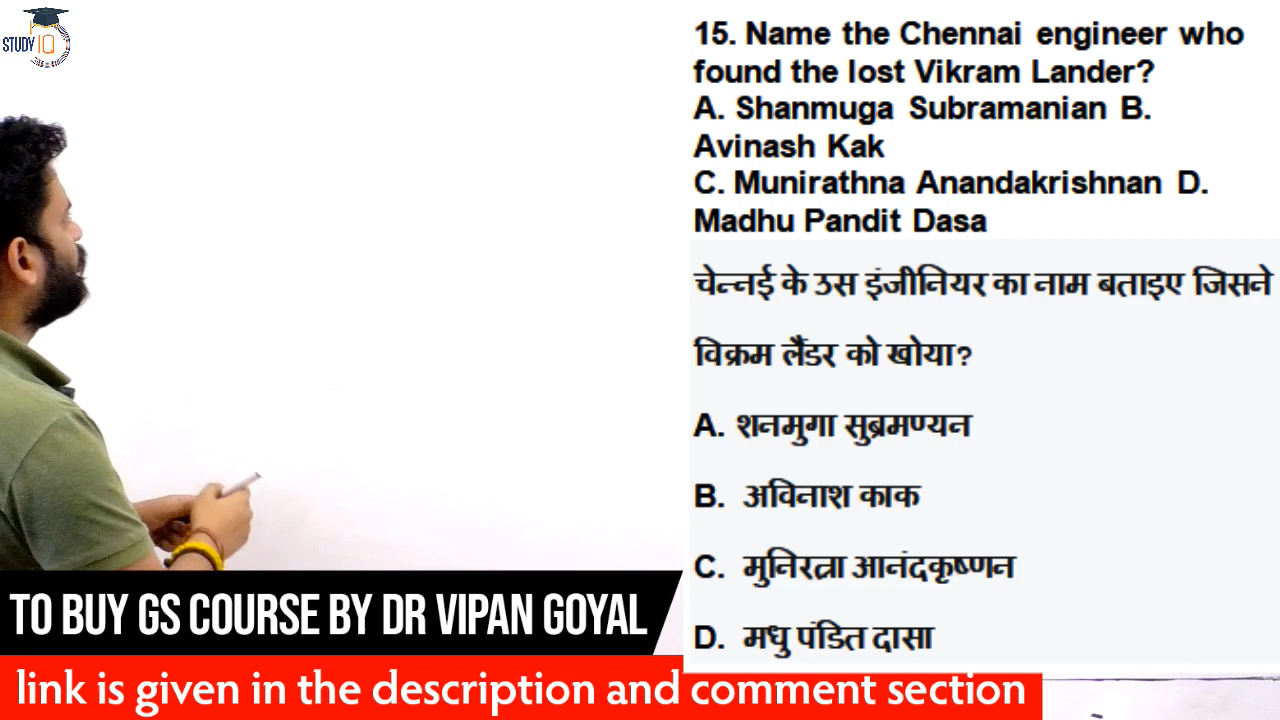 STUDY IQ
15. Name the Chennai engineer who
found the lost Vikram Lander?
A. Shanmuga Subramanian B.
Avinash Kak
C. Munirathna Anandakrishnan D.
Madhu Pandit Dasa
चेन्नई के उस इंजीनियर का नाम बताइए जिसने
विक्रम लैंडर को खोया?
A. शनमुगा सुब्रमण्यन
B. अविनाश काक
C. मुनिरत्ना आनंदकृष्णन
D. मधु पंडित दासा
TO BUY GS COURSE BY DR VIPAN GOYAL
link is given in the description and comment section